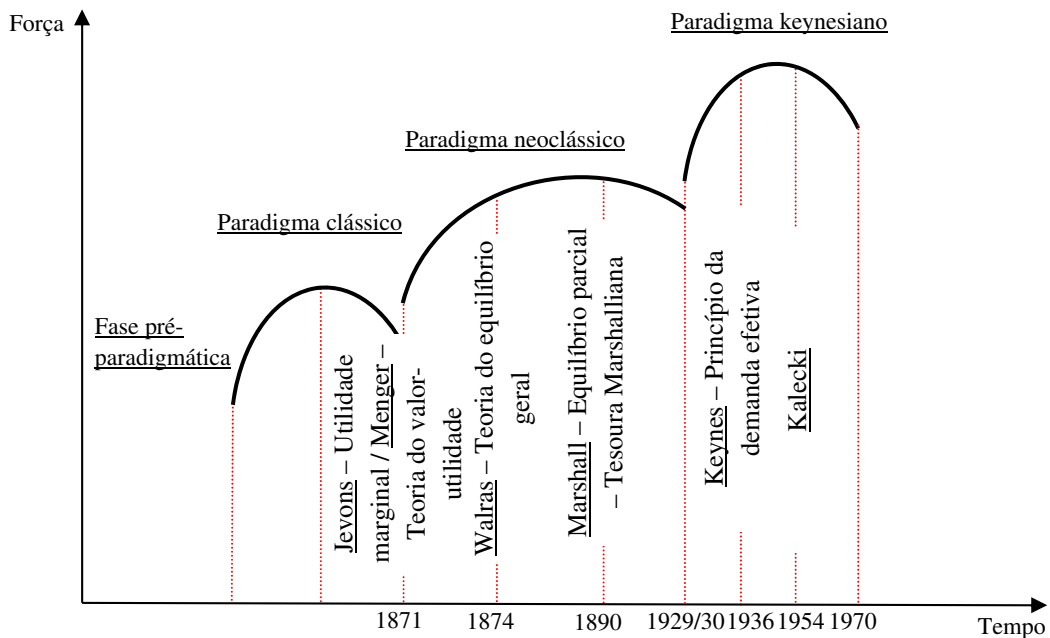 Força
Paradigma keynesiano
Paradigma neoclássico
Paradigma clássico
Fase pré-
paradigmática
Jevons – Utilidade
marginal / Menger –
Teoria do valor-
utilidade
Walras – Teoria do equilíbrio
geral
Marshall – Equilíbrio parcial
– Tesoura Marshalliana
Keynes – Princípio da
demanda efetiva
Kalecki
1871 1874 1890 1929/30 1936 1954 1970
Tempo